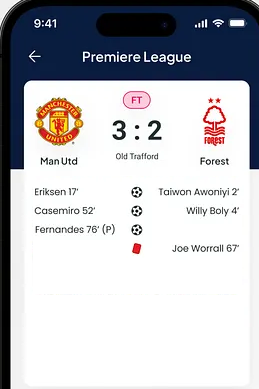 9:41
Premiere League
MANCHESTER
UNITED
FT
3 : 2
Old Trafford
FOREST
Man Utd
Forest
Eriksen 17'
Taiwon Awoniyi 2'
Casemiro 52'
Willy Boly 4'
Fernandes 76' (P)
Joe Worrall 67'